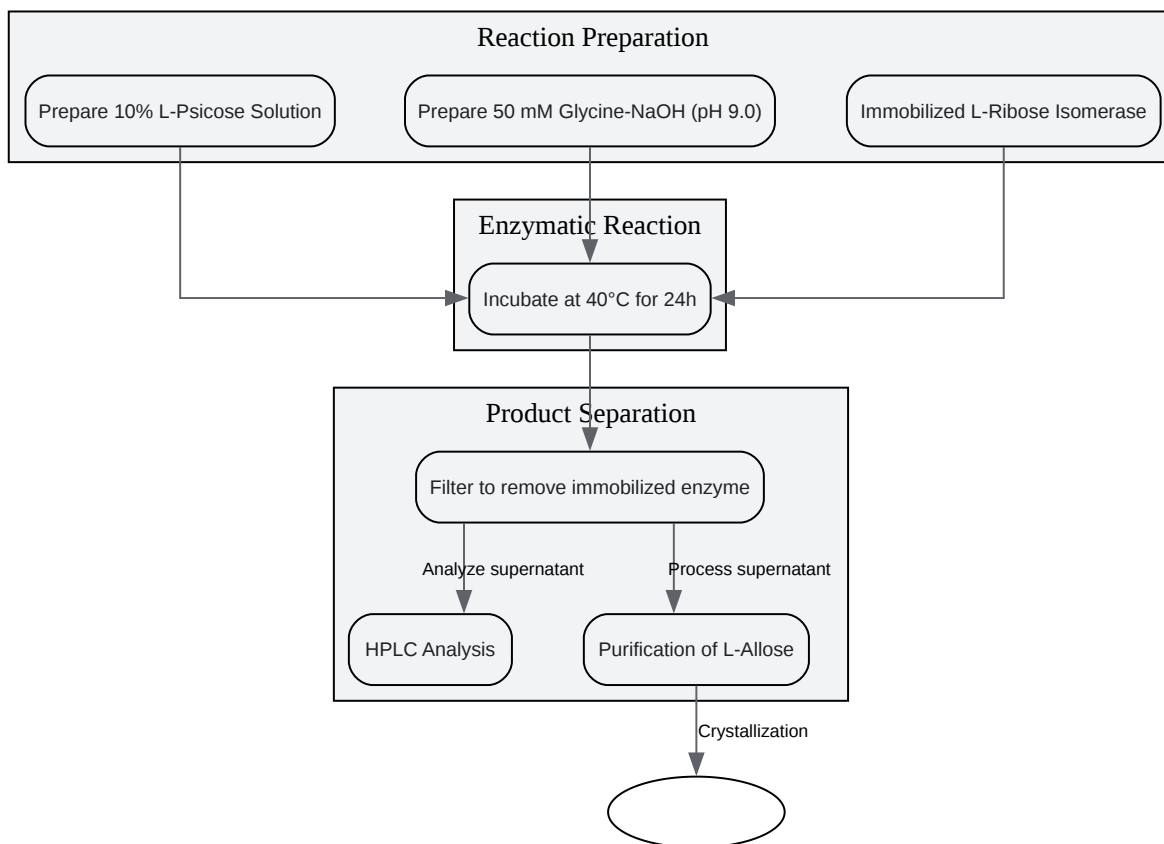 Reaction Preparation
Prepare 10% L-Psicose Solution
Prepare 50 mM Glycine-NaOH (pH 9.0)
Immobilized L-Ribose Isomerase
Enzymatic Reaction
Incubate at 40°C for 24h
Product Separation
Filter to remove immobilized enzyme
Analyze supernatant
Process supernatant
HPLC Analysis
Purification of L-Allose
Crystallization